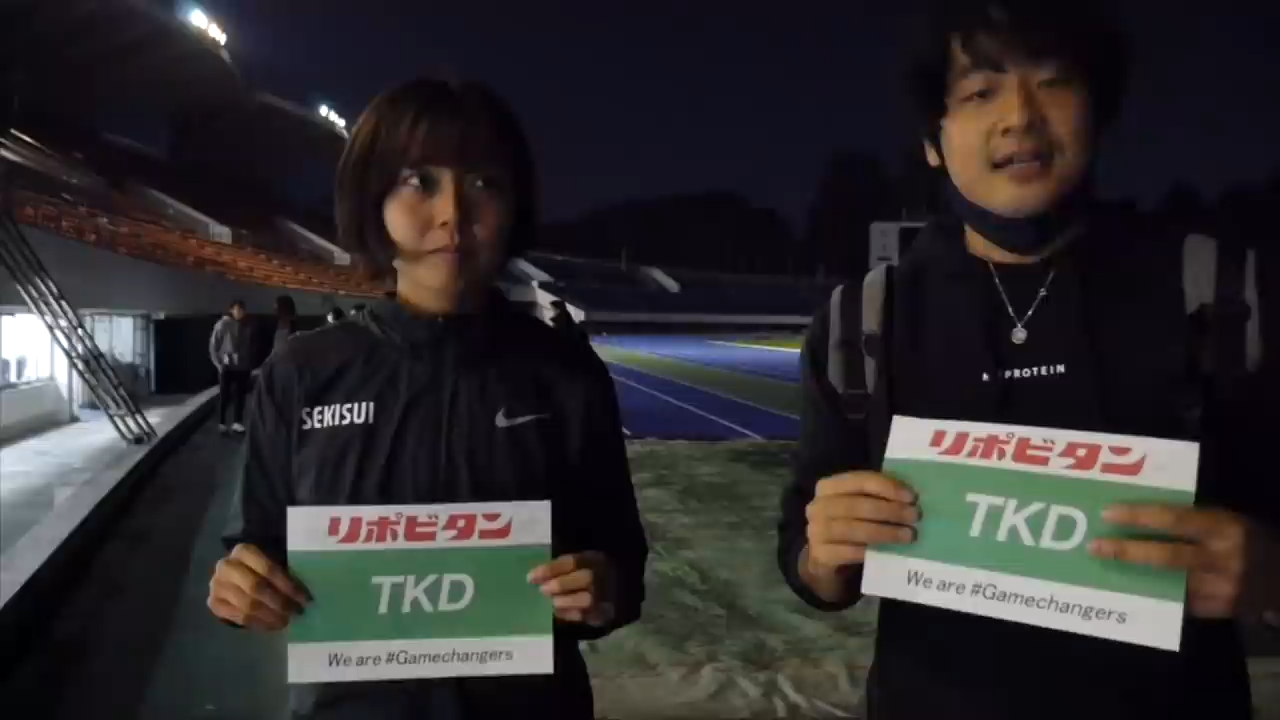 SEKISUI
リポビタン
TKD
We are #Gamechangers
PROTEIN
リポビタン
TKD
We are #Gamechangers